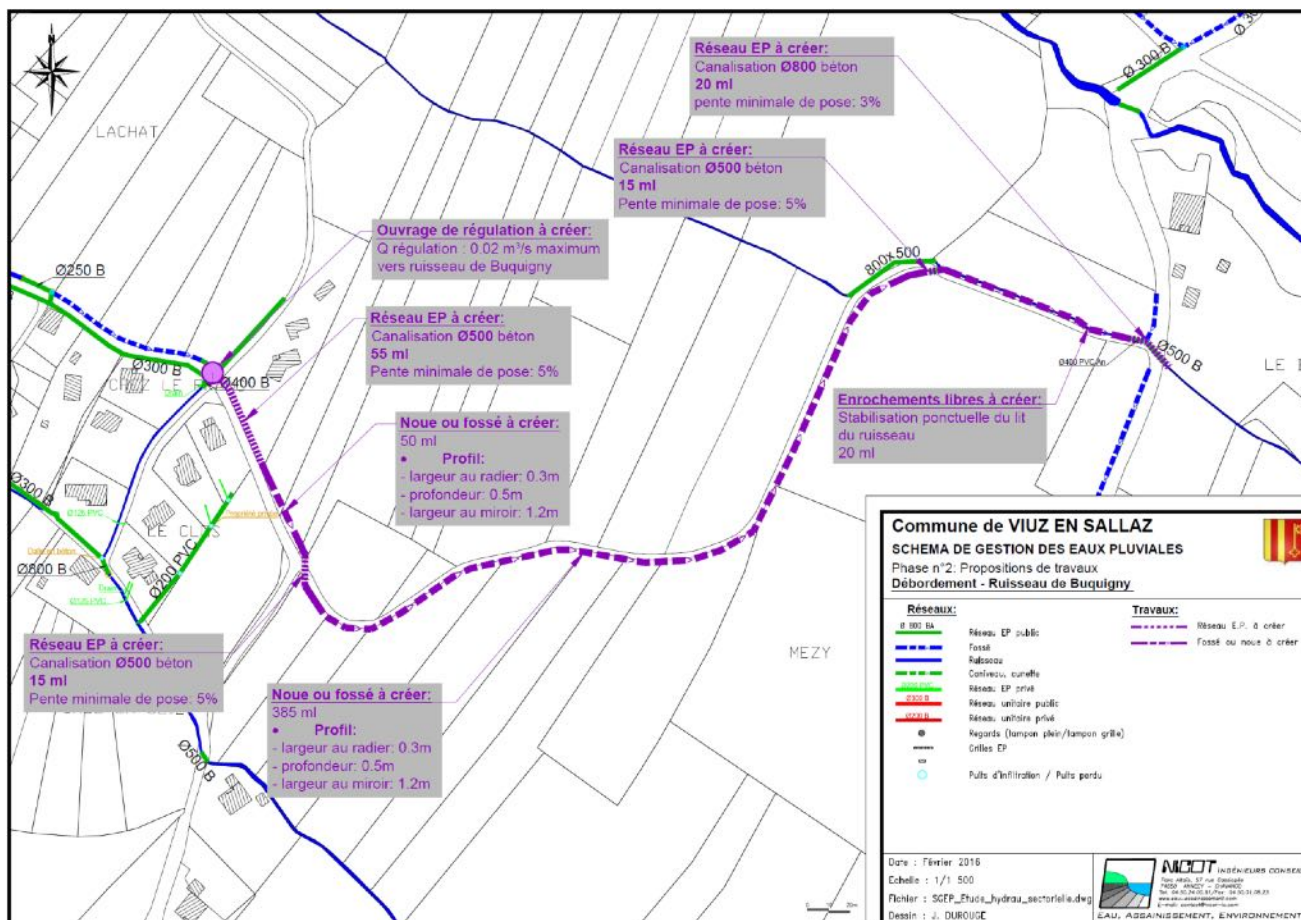 Réseau EP à créer:
Canalisation Ø800 béton
20 ml
pente minimale de pose: 3%
Ø 300 B
LACHAT
Réseau EP à créer:
Canalisation Ø500 béton
15 ml
Pente minimale de pose: 5%
Ouvrage de régulation à créer:
Q régulation : 0.02 m³/s maximum
vers ruisseau de Buquigny
800x500
Ø250 B
Réseau EP à créer:
Canalisation Ø500 béton
55 ml
Pente minimale de pose: 5%
Ø300 B
Ø400 B
Ø500 B
Enrochements libres à créer:
Stabilisation ponctuelle du lit
du ruisseau
20 ml
Noue ou fossé à créer:
50 ml
• Profil:
- largeur au radier: 0.3m
- profondeur: 0.5m
- largeur au miroir: 1.2m
Ø300 B
LE CLOS
Ø800 B
Ø200 PVC
MEZY
Réseau EP à créer:
Canalisation Ø500 béton
15 ml
Pente minimale de pose: 5%
Noue ou fossé à créer:
385 ml
• Profil:
- largeur au radier: 0.3m
- profondeur: 0.5m
- largeur au miroir: 1.2m
Ø500 B
Commune de VIUZ EN SALLAZ
SCHEMA DE GESTION DES EAUX PLUVIALES
Phase n°2: Propositions de travaux
Débordement - Ruisseau de Buquigny
Réseaux:
Ø 800 BA
Réseau EP public
Fossé
Ruisseau
Caniveau, cunette
Réseau EP privé
Ø300 B
Réseau unitaire public
Ø200 B
Réseau unitaire privé
Regards (tampon plein/tampon grille)
Grilles EP
Puits d'infiltration / Puits perdu
Travaux:
Réseau E.P. à créer
Fossé ou noue à créer
Date : Février 2016
Echelle : 1/1 500
Fichier : SGEP_Etude_hydrau_sectorielle.dwg
Dessin : J. DUROUGE
NICOT INGÉNIEURS CONSEIL
EAU, ASSAINISSEMENT, ENVIRONNEMENT